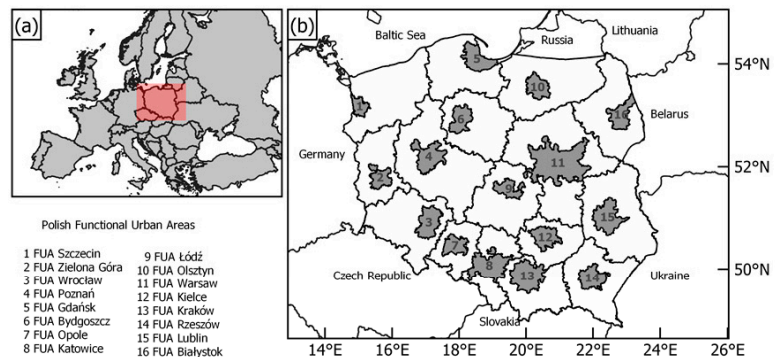 (a)
(b)
Baltic Sea
Russia
Lithuania
Belarus
Germany
Czech Republic
Slovakia
Ukraine
5
10
1
16
6
4
11
2
9
3
15
12
7
8
13
14
54°N
52°N
50°N
14°E
16°E
18°E
20°E
22°E
24°E
26°E
Polish Functional Urban Areas
1 FUA Szczecin
2 FUA Zielona Góra
3 FUA Wrocław
4 FUA Poznań
5 FUA Gdańsk
6 FUA Bydgoszcz
7 FUA Opole
8 FUA Katowice
9 FUA Łódź
10 FUA Olsztyn
11 FUA Warsaw
12 FUA Kielce
13 FUA Kraków
14 FUA Rzeszów
15 FUA Lublin
16 FUA Białystok